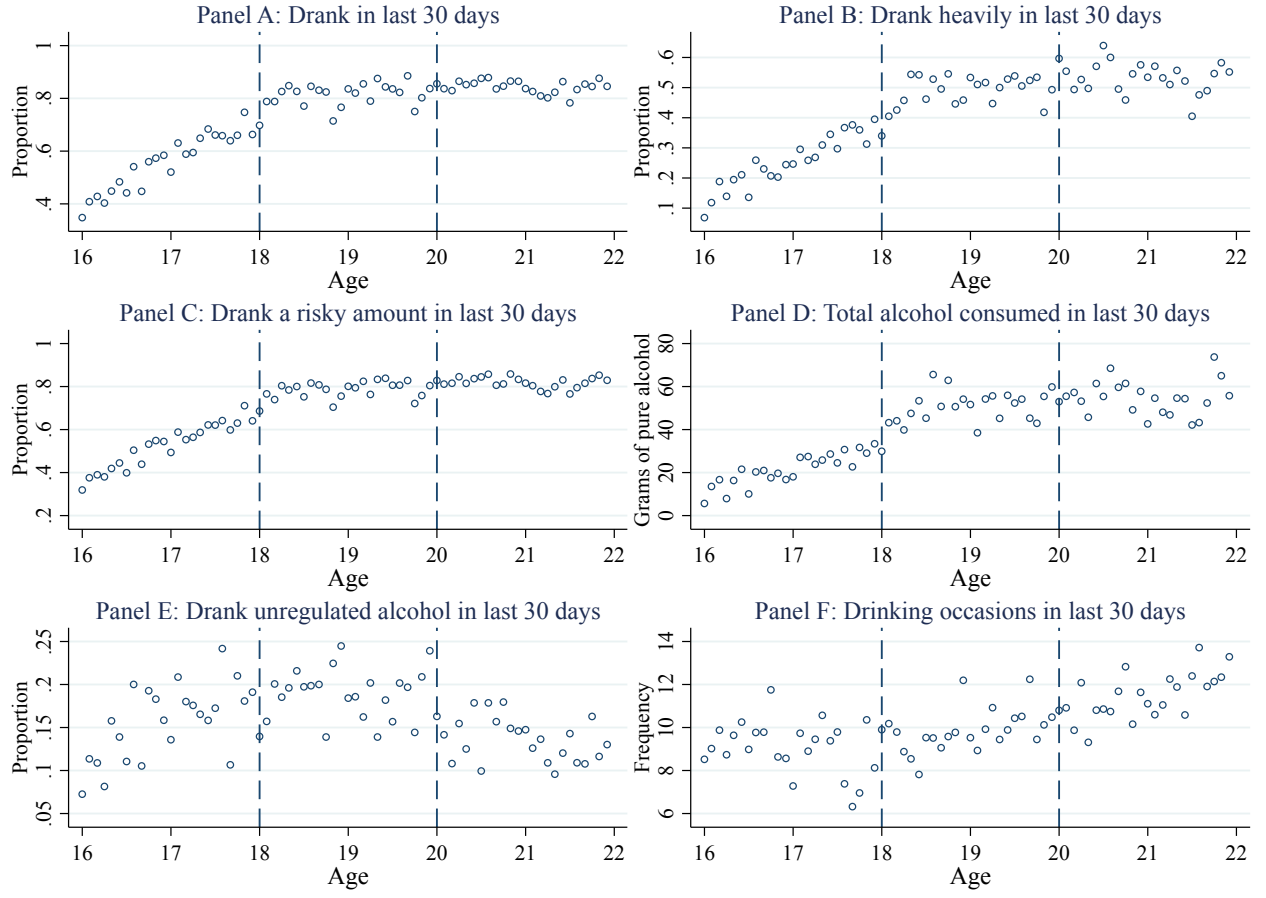 Panel A: Drank in last 30 days
Proportion
1
.8
.6
.4
16 17 18 19 20 21 22
Age
Panel B: Drank heavily in last 30 days
Proportion
.6
.5
.4
.3
.2
.1
16 17 18 19 20 21 22
Age
Panel C: Drank a risky amount in last 30 days
Proportion
1
.8
.6
.4
.2
16 17 18 19 20 21 22
Age
Panel D: Total alcohol consumed in last 30 days
Grams of pure alcohol
80
60
40
20
0
16 17 18 19 20 21 22
Age
Panel E: Drank unregulated alcohol in last 30 days
Proportion
.25
.2
.15
.1
.05
16 17 18 19 20 21 22
Age
Panel F: Drinking occasions in last 30 days
Frequency
14
12
10
8
6
16 17 18 19 20 21 22
Age